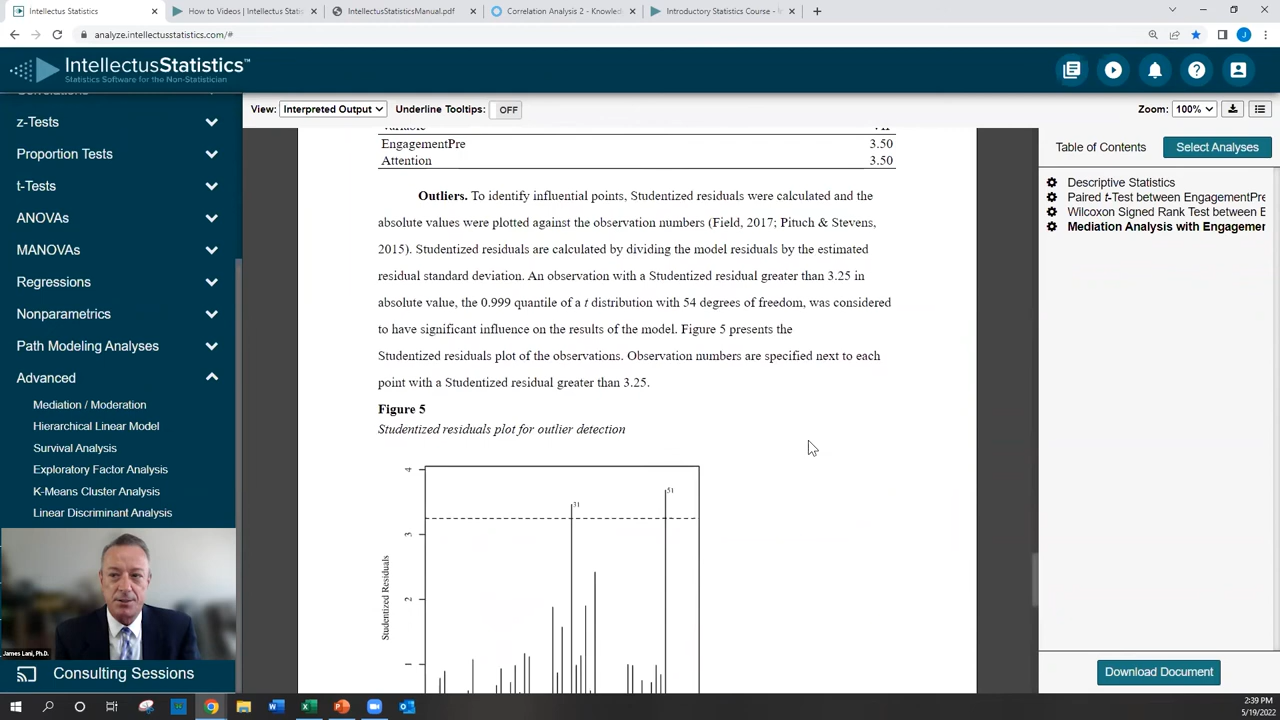 Intellectus Statistics
How to Videos | Intellectus Stati
IntellectusStatisticsManual.pdf
Correlation Analysis 2 - Knowled
Introductory Statistics Course - In
analyze.intellectusstatistics.com/#
IntellectusStatistics™
Statistics Software for the Non-Statistician
Correlations
z-Tests
Proportion Tests
t-Tests
ANOVAs
MANOVAs
Regressions
Nonparametrics
Path Modeling Analyses
Advanced
Mediation / Moderation
Hierarchical Linear Model
Survival Analysis
Exploratory Factor Analysis
K-Means Cluster Analysis
Linear Discriminant Analysis
James Lani, Ph.D.
Consulting Sessions
View: Interpreted Output Underline Tooltips: OFF
Zoom: 100%
Variable VIF
EngagementPre 3.50
Attention 3.50
Outliers. To identify influential points, Studentized residuals were calculated and the
absolute values were plotted against the observation numbers (Field, 2017; Pituch & Stevens,
2015). Studentized residuals are calculated by dividing the model residuals by the estimated
residual standard deviation. An observation with a Studentized residual greater than 3.25 in
absolute value, the 0.999 quantile of a t distribution with 54 degrees of freedom, was considered
to have significant influence on the results of the model. Figure 5 presents the
Studentized residuals plot of the observations. Observation numbers are specified next to each
point with a Studentized residual greater than 3.25.
Figure 5
Studentized residuals plot for outlier detection
4
3
2
1
Studentized Residuals
31
51
Table of Contents
Select Analyses
Descriptive Statistics
Paired t-Test between EngagementPre
Wilcoxon Signed Rank Test between E
Mediation Analysis with Engagemer
Download Document
2:39 PM
5/19/2022